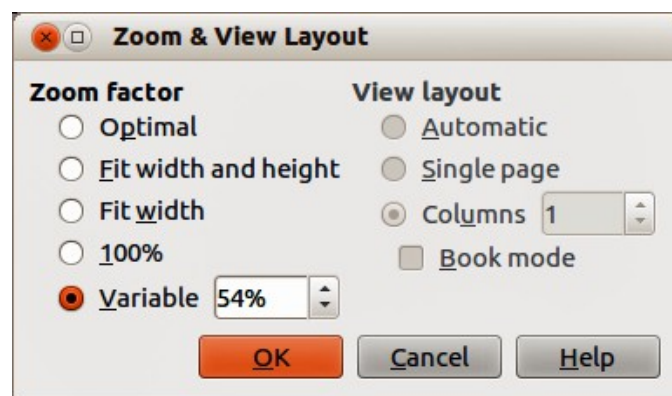 Zoom & View Layout
Zoom factor
Optimal
Fit width and height
Fit width
100%
Variable 54%
View layout
Automatic
Single page
Columns 1
Book mode
OK Cancel Help